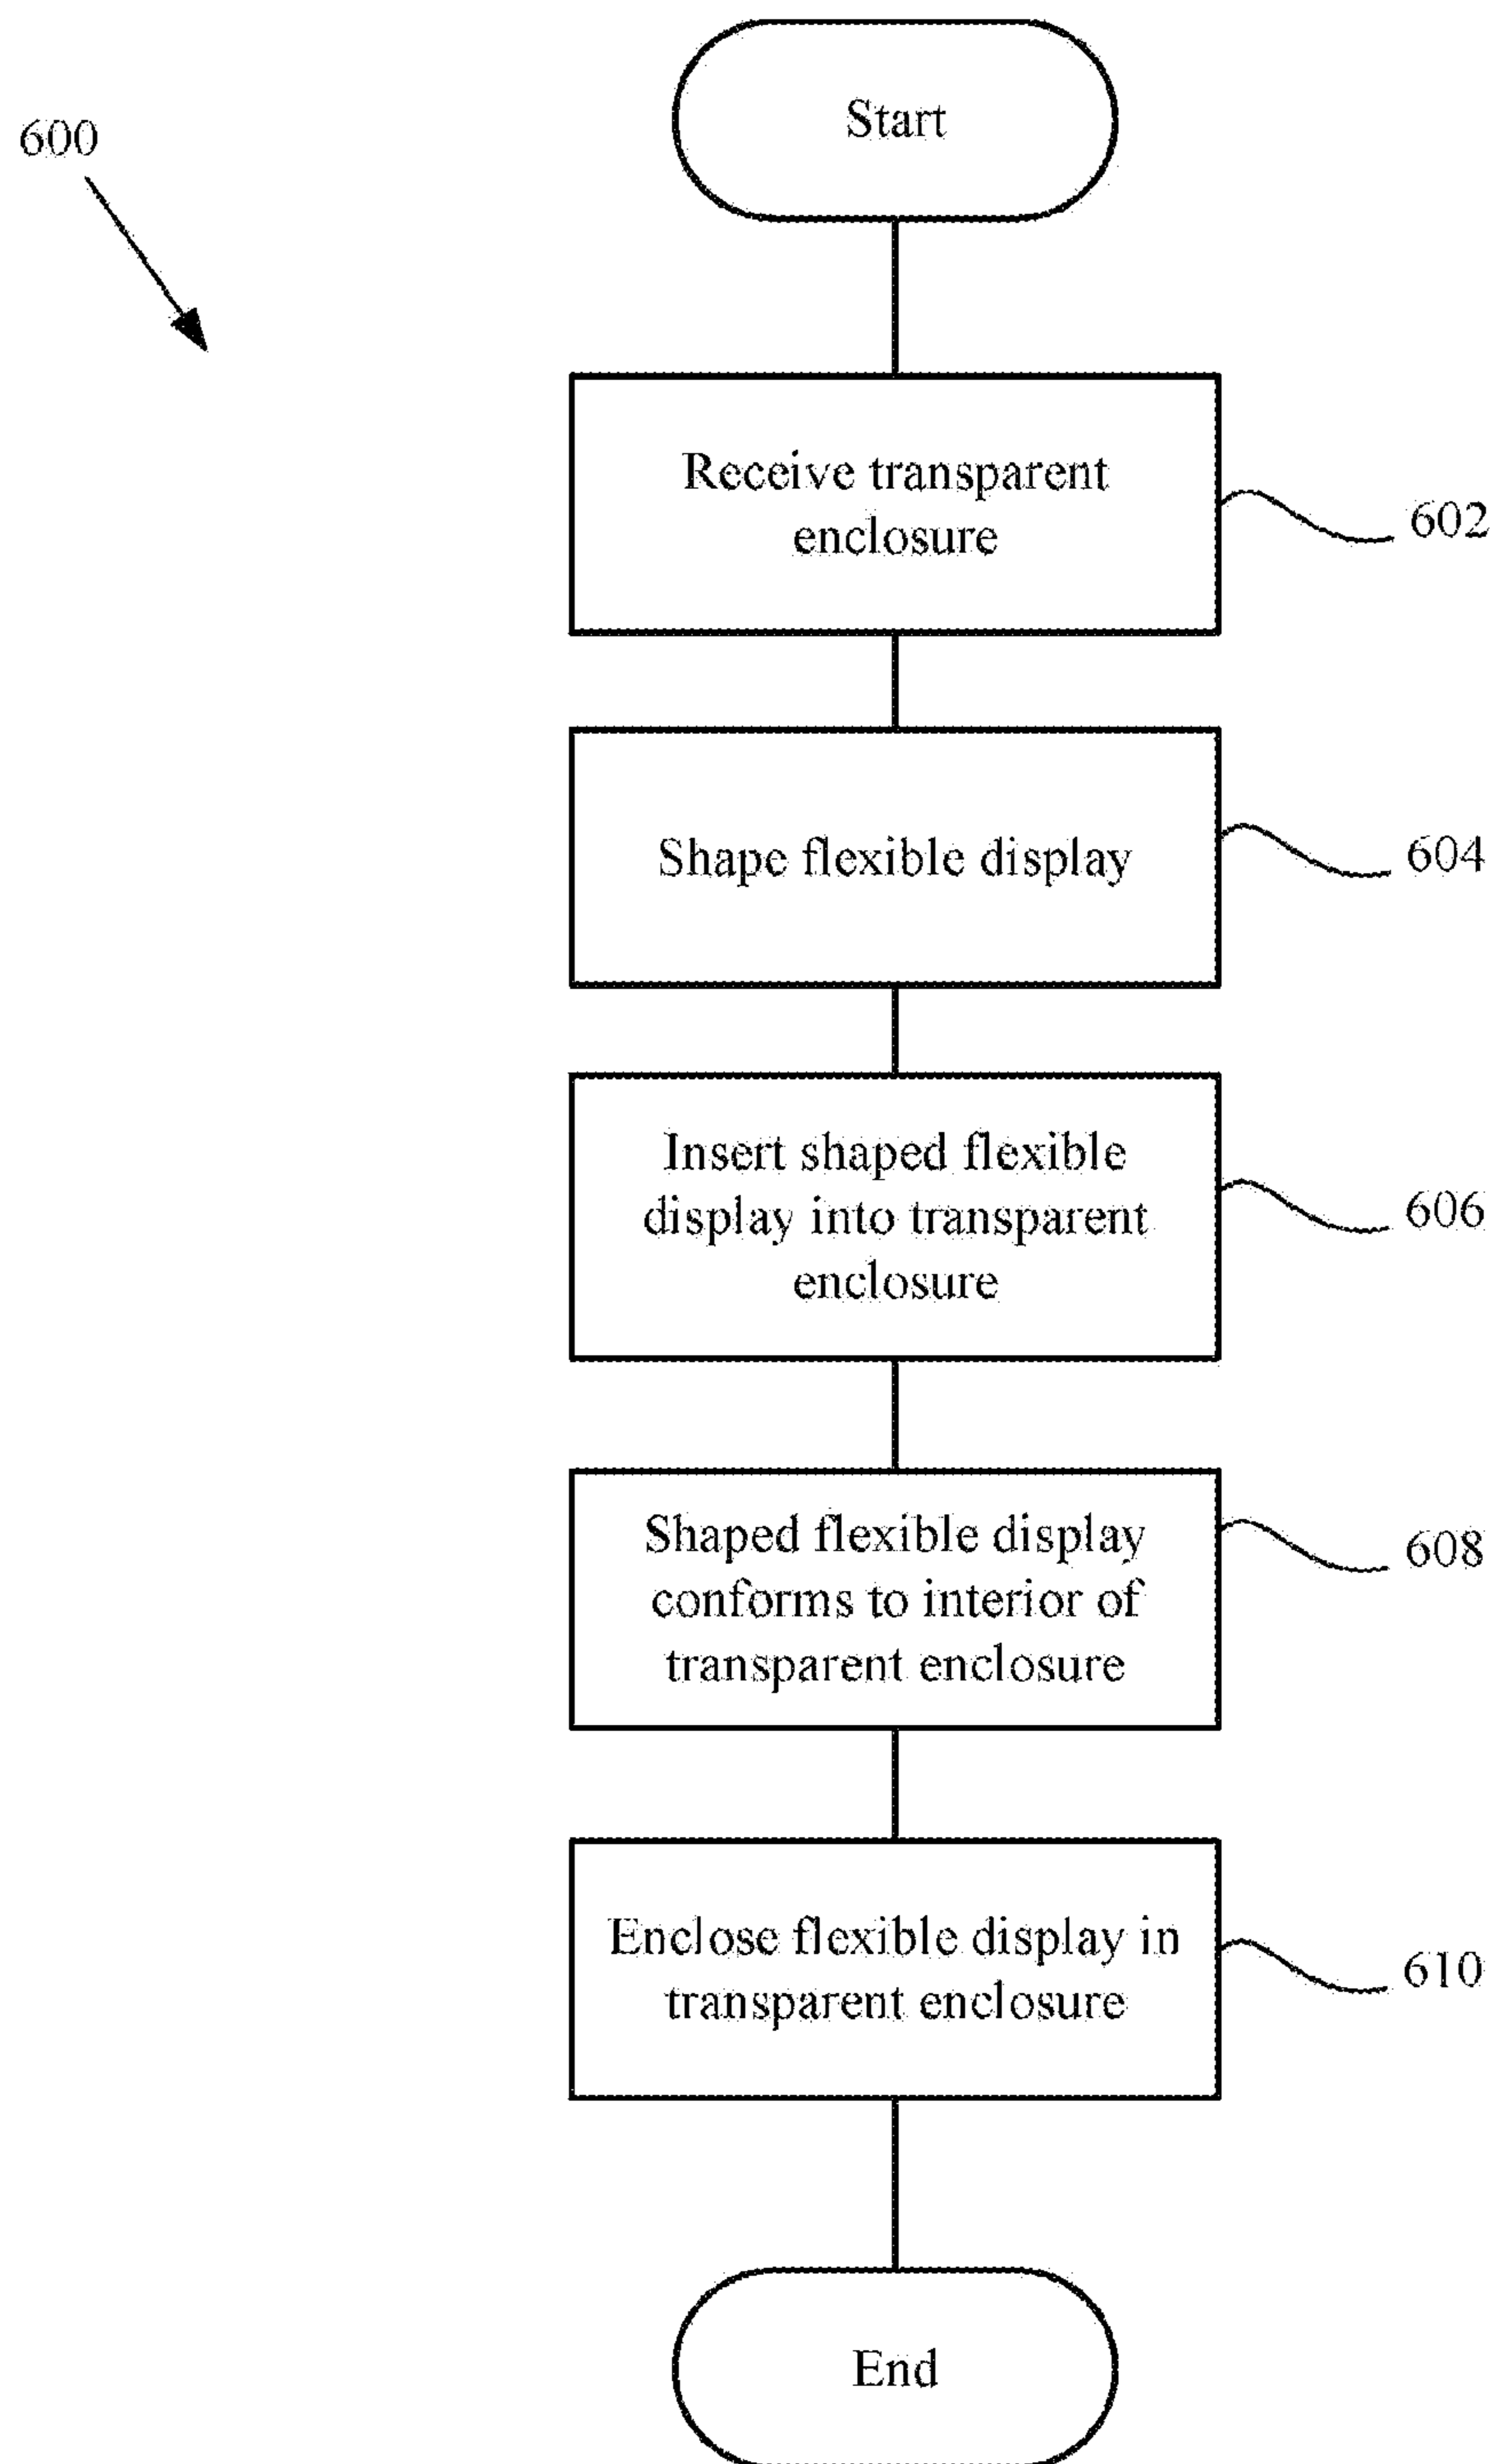 Start
600
Receive transparent
enclosure
602
Shape flexible display
604
Insert shaped flexible
display into transparent
enclosure
606
Shaped flexible display
conforms to interior of
transparent enclosure
608
Enclose flexible display in
transparent enclosure
610
End